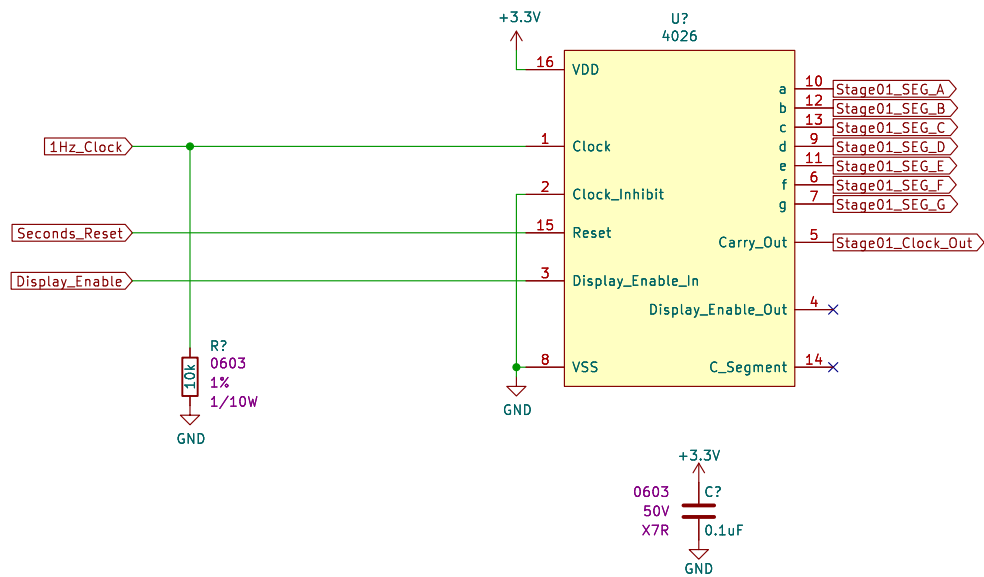 +3.3V
U?
4026
16 VDD
a 10 Stage01_SEG_A
b 12 Stage01_SEG_B
c 13 Stage01_SEG_C
1Hz_Clock 1 Clock d 9 Stage01_SEG_D
e 11 Stage01_SEG_E
f 6 Stage01_SEG_F
2 Clock_Inhibit
g 7 Stage01_SEG_G
Seconds_Reset 15 Reset
Carry_Out 5 Stage01_Clock_Out
Display_Enable 3 Display_Enable_In
Display_Enable_Out 4
R?
0603
10k
1%
1/10W
GND
8 VSS C_Segment 14
GND
+3.3V
0603 C?
50V
X7R 0.1uF
GND